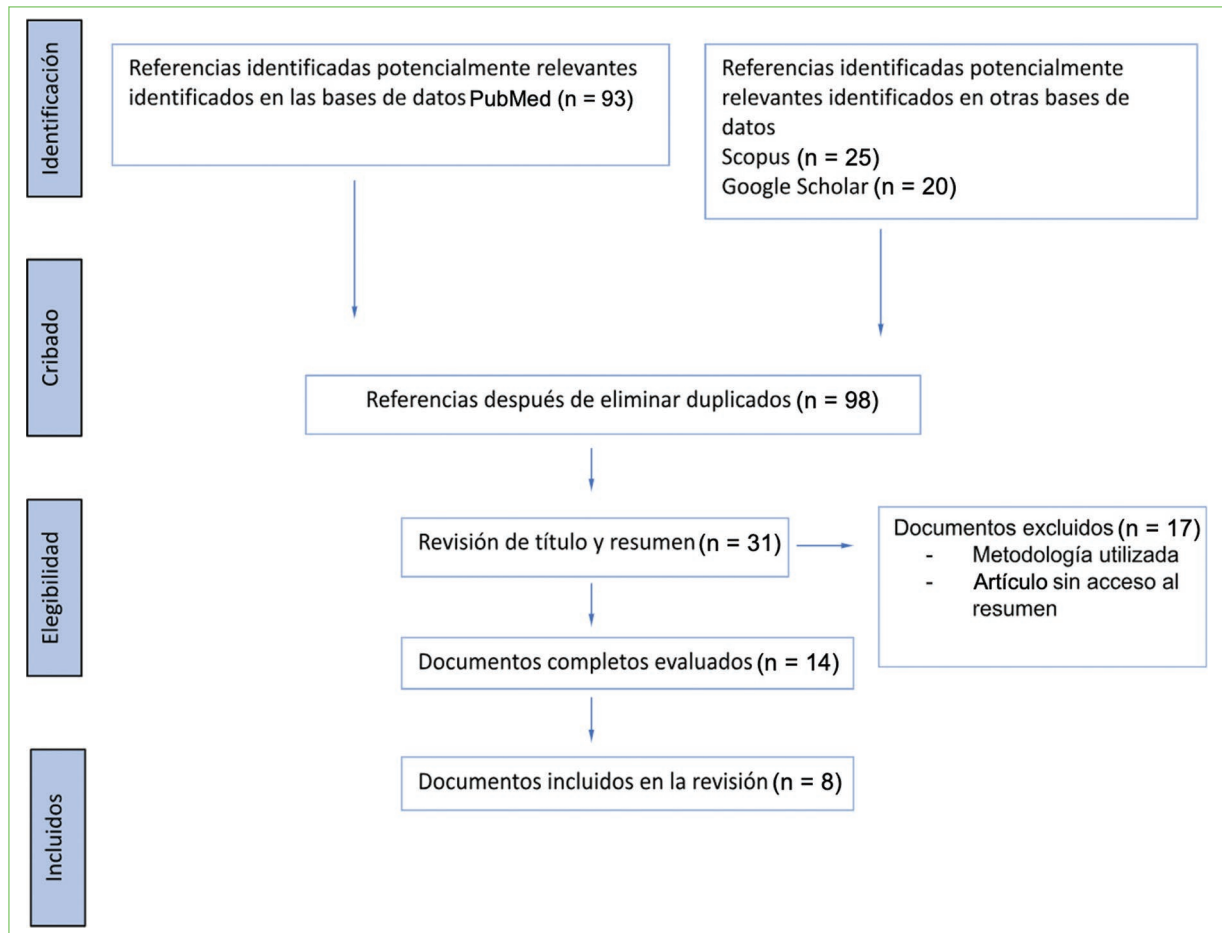 Identificación
Referencias identificadas potencialmente relevantes
identificados en las bases de datos PubMed (n = 93)
Referencias identificadas potencialmente
relevantes identificados en otras bases de
datos
Scopus (n = 25)
Google Scholar (n = 20)
Cribado
Referencias después de eliminar duplicados (n = 98)
Elegibilidad
Revisión de título y resumen (n = 31)
Documentos excluidos (n = 17)
- Metodología utilizada
- Artículo sin acceso al
resumen
Documentos completos evaluados (n = 14)
Incluidos
Documentos incluidos en la revisión (n = 8)